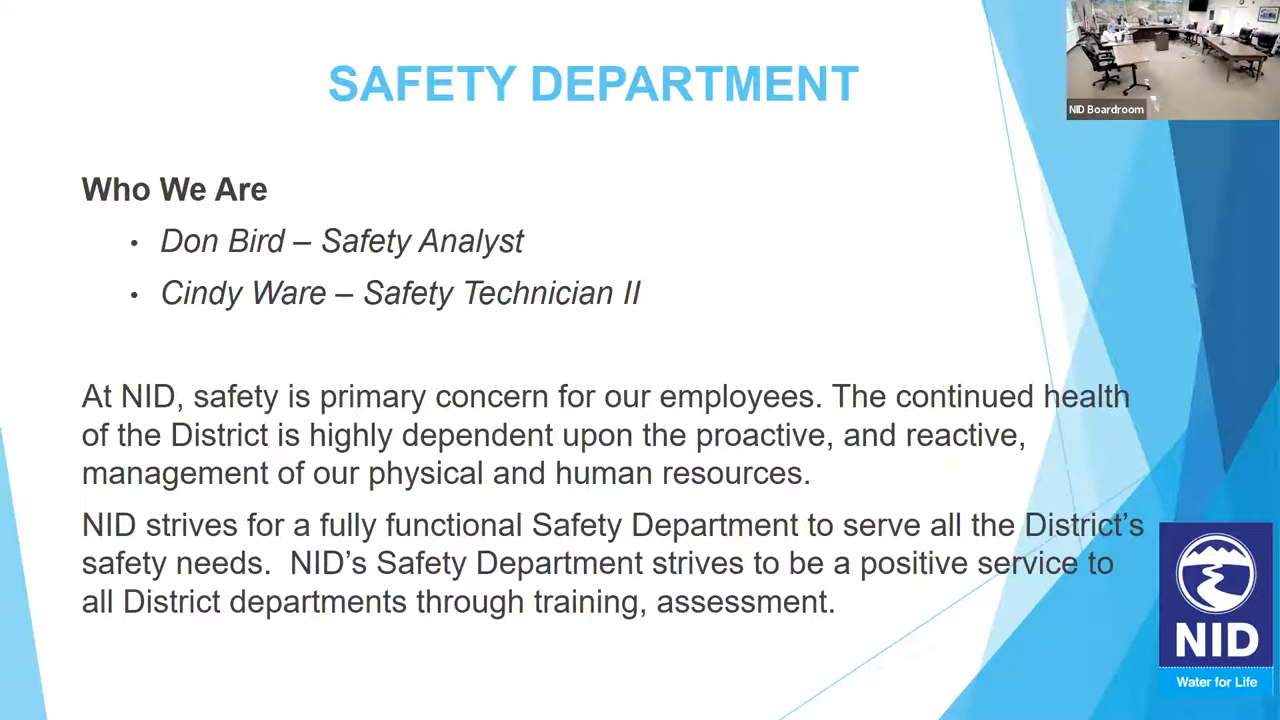 SAFETY DEPARTMENT
NID Boardroom
Who We Are
• Don Bird – Safety Analyst
• Cindy Ware – Safety Technician II
At NID, safety is primary concern for our employees. The continued health
of the District is highly dependent upon the proactive, and reactive,
management of our physical and human resources.
NID strives for a fully functional Safety Department to serve all the District’s
safety needs.  NID’s Safety Department strives to be a positive service to
all District departments through training, assessment.
NID
Water for Life